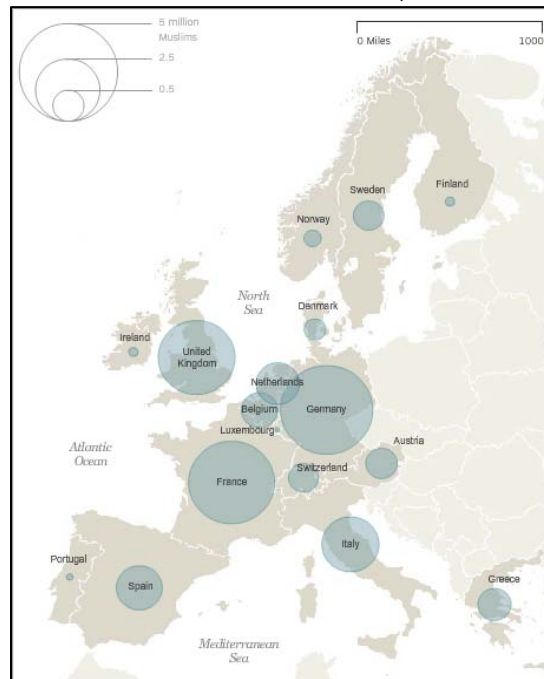 5 million
Muslims
2.5
0.5
0 Miles
1000
Finland
Sweden
Norway
North
Sea
Denmark
Ireland
United
Kingdom
Netherlands
Belgium
Germany
Luxembourg
Atlantic
Ocean
Austria
Switzerland
France
Italy
Portugal
Spain
Greece
Mediterranean
Sea